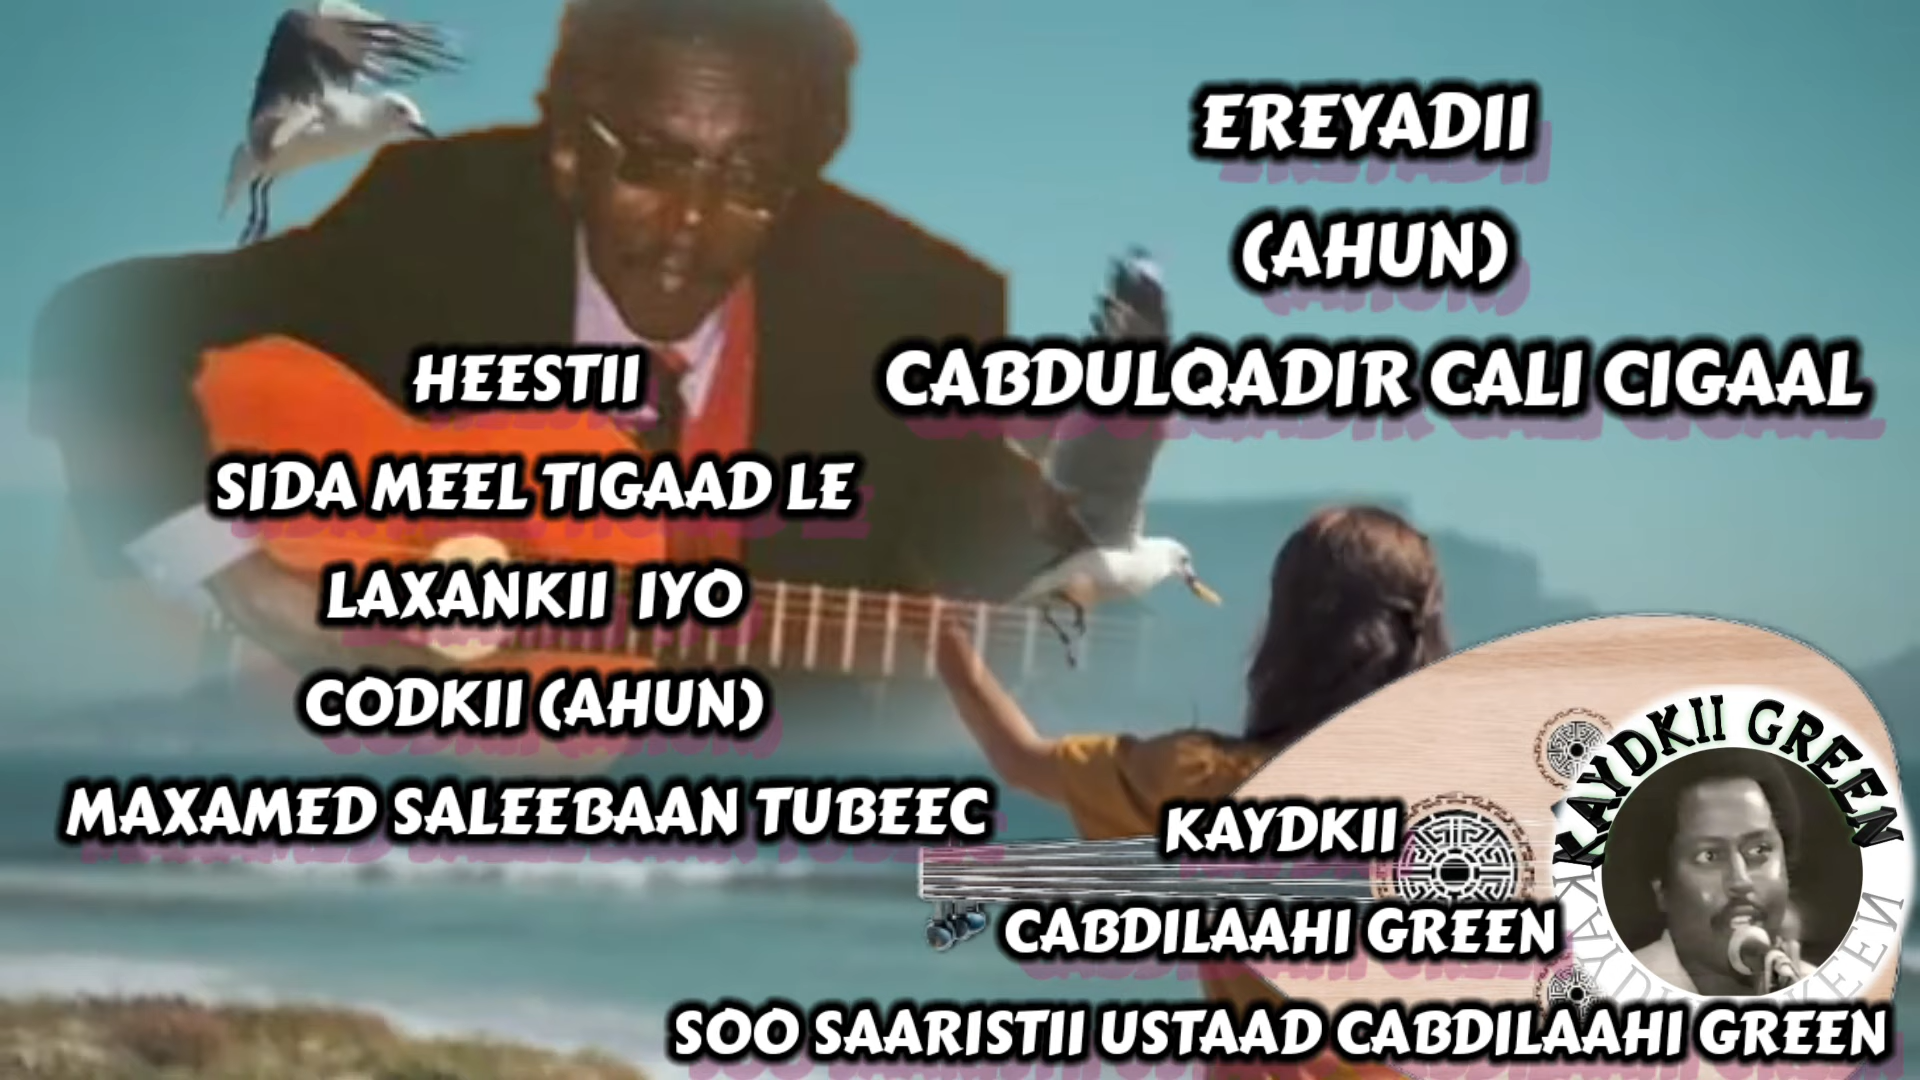 HEESTII
SIDA MEEL TIGAAD LE
LAXANKII IYO
CODKII (AHUN)
MAXAMED SALEEBAAN TUBEEC
EREYADII
(AHUN)
CABDULQADIR CALI CIGAAL
KAYDKII
CABDILAAHI GREEN
SOO SAARISTII USTAAD CABDILAAHI GREEN
KAYDKII GREEN